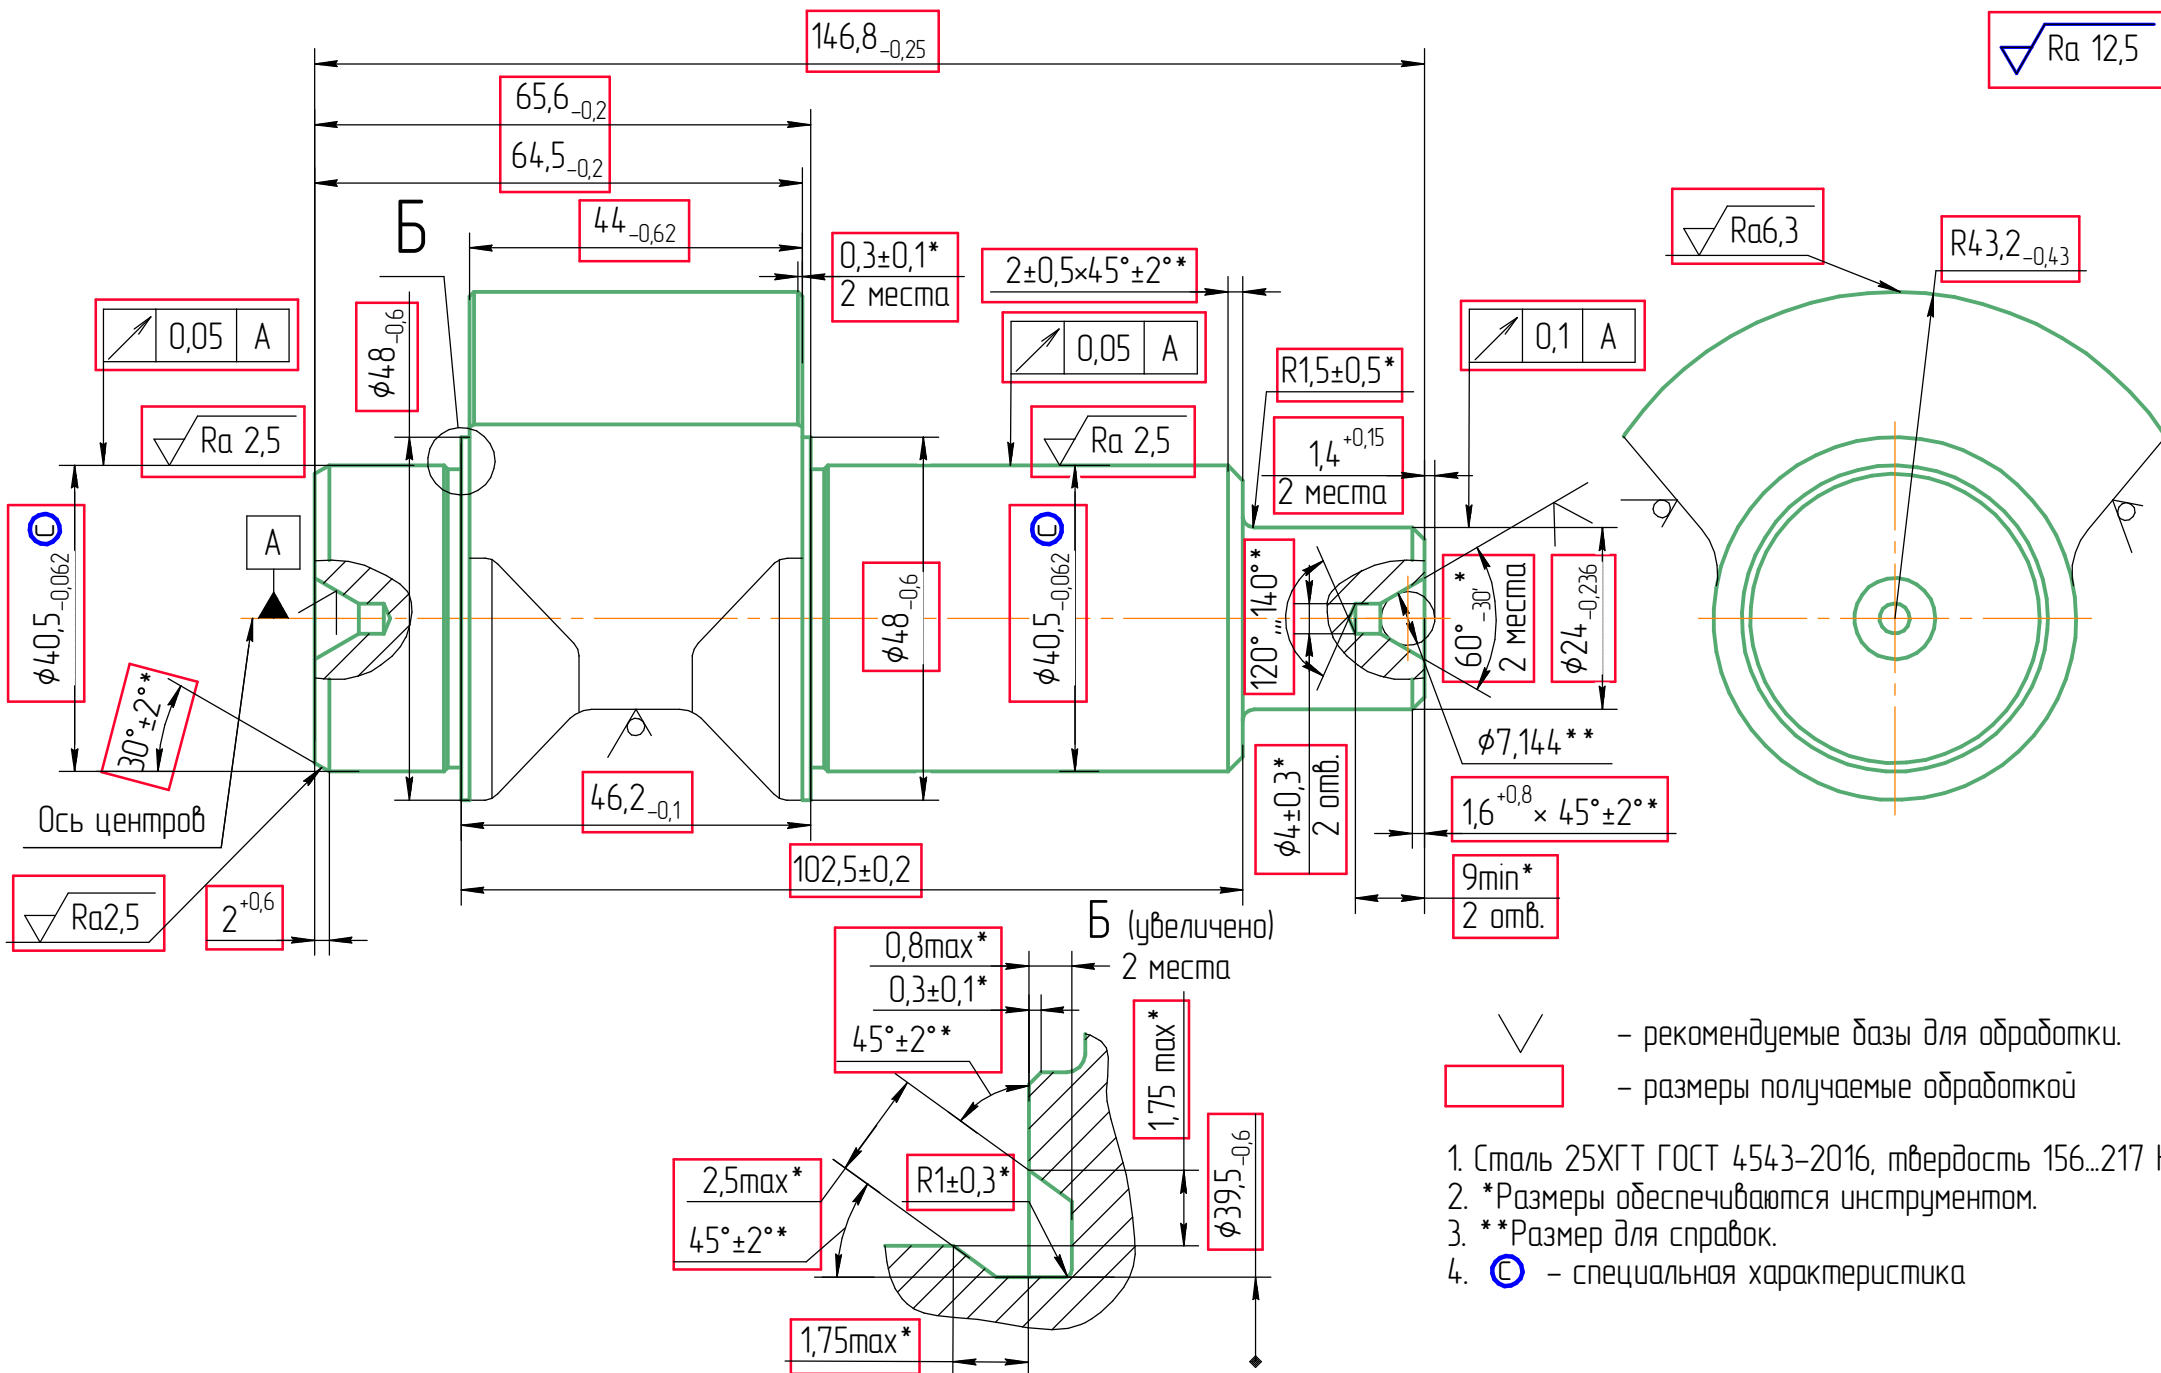 146,8 -0,25
Ra 12,5
65,6 -0,2
64,5 -0,2
44 -0,62
Б
0,3±0,1*
2 места
2±0,5×45°±2°*
Ra6,3
R43,2 -0,43
0,05 А
ϕ48 -0,6
0,05 А
0,1 А
R1,5±0,5*
Ra 2,5
Ra 2,5
1,4 +0,15
2 места
С
ϕ40,5 -0,062
А
С
ϕ40,5 -0,062
ϕ48 -0,6
120°...140°*
60° -30' *
2 места
ϕ24 -0,236
30°±2°*
ϕ7,144**
Ось центров
46,2 -0,1
ϕ4±0,3*
2 отв.
1,6 +0,8 × 45°±2°*
102,5±0,2
Ra2,5
2 +0,6
9min*
2 отв.
Б (увеличено)
2 места
0,8max*
0,3±0,1*
45°±2°*
1,75 max*
– рекомендуемые базы для обработки.
– размеры получаемые обработкой
2,5max*
45°±2°*
R1±0,3*
ϕ39,5 -0,6
1,75max*
1. Сталь 25ХГТ ГОСТ 4543–2016, твердость 156...217
2. *Размеры обеспечиваются инструментом.
3. **Размер для справок.
4. С – специальная характеристика